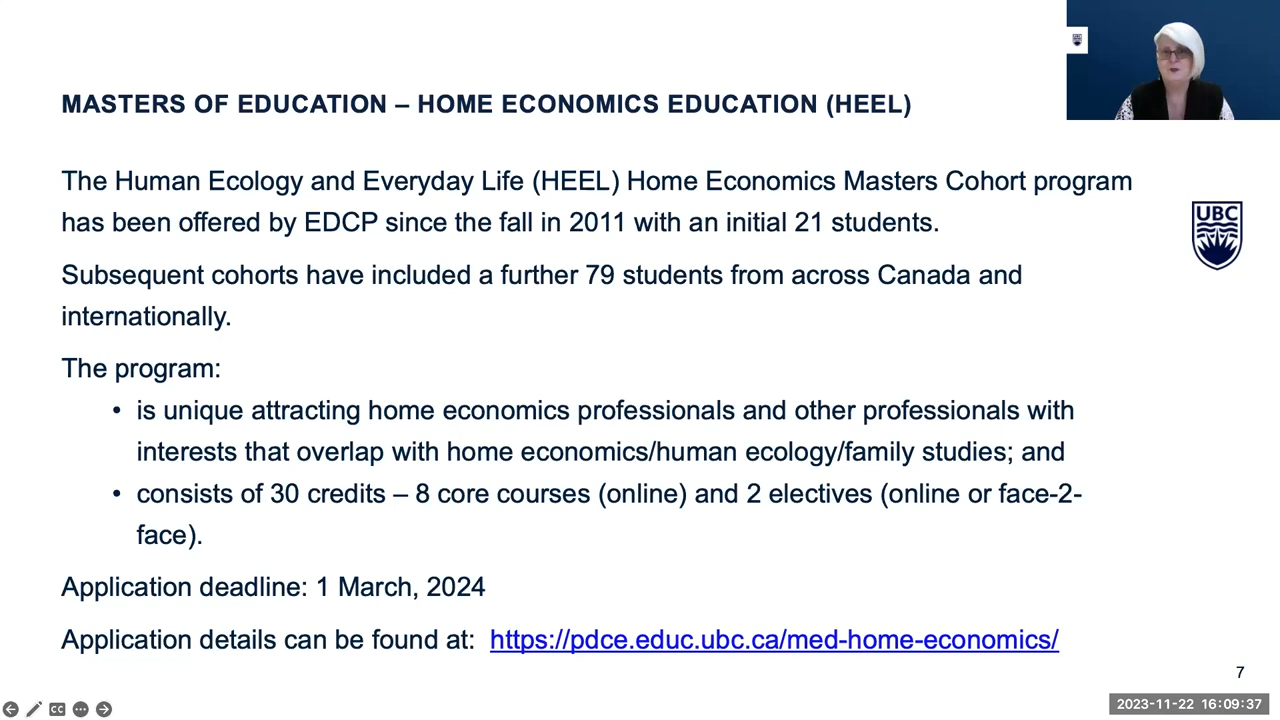 MASTERS OF EDUCATION – HOME ECONOMICS EDUCATION (HEEL)
The Human Ecology and Everyday Life (HEEL) Home Economics Masters Cohort program
has been offered by EDCP since the fall in 2011 with an initial 21 students.
UBC
Subsequent cohorts have included a further 79 students from across Canada and
internationally.
The program:
• is unique attracting home economics professionals and other professionals with
interests that overlap with home economics/human ecology/family studies; and
• consists of 30 credits – 8 core courses (online) and 2 electives (online or face-2-
face).
Application deadline: 1 March, 2024
Application details can be found at: https://pdce.educ.ubc.ca/med-home-economics/
7
CC
2023-11-22 16:09:37